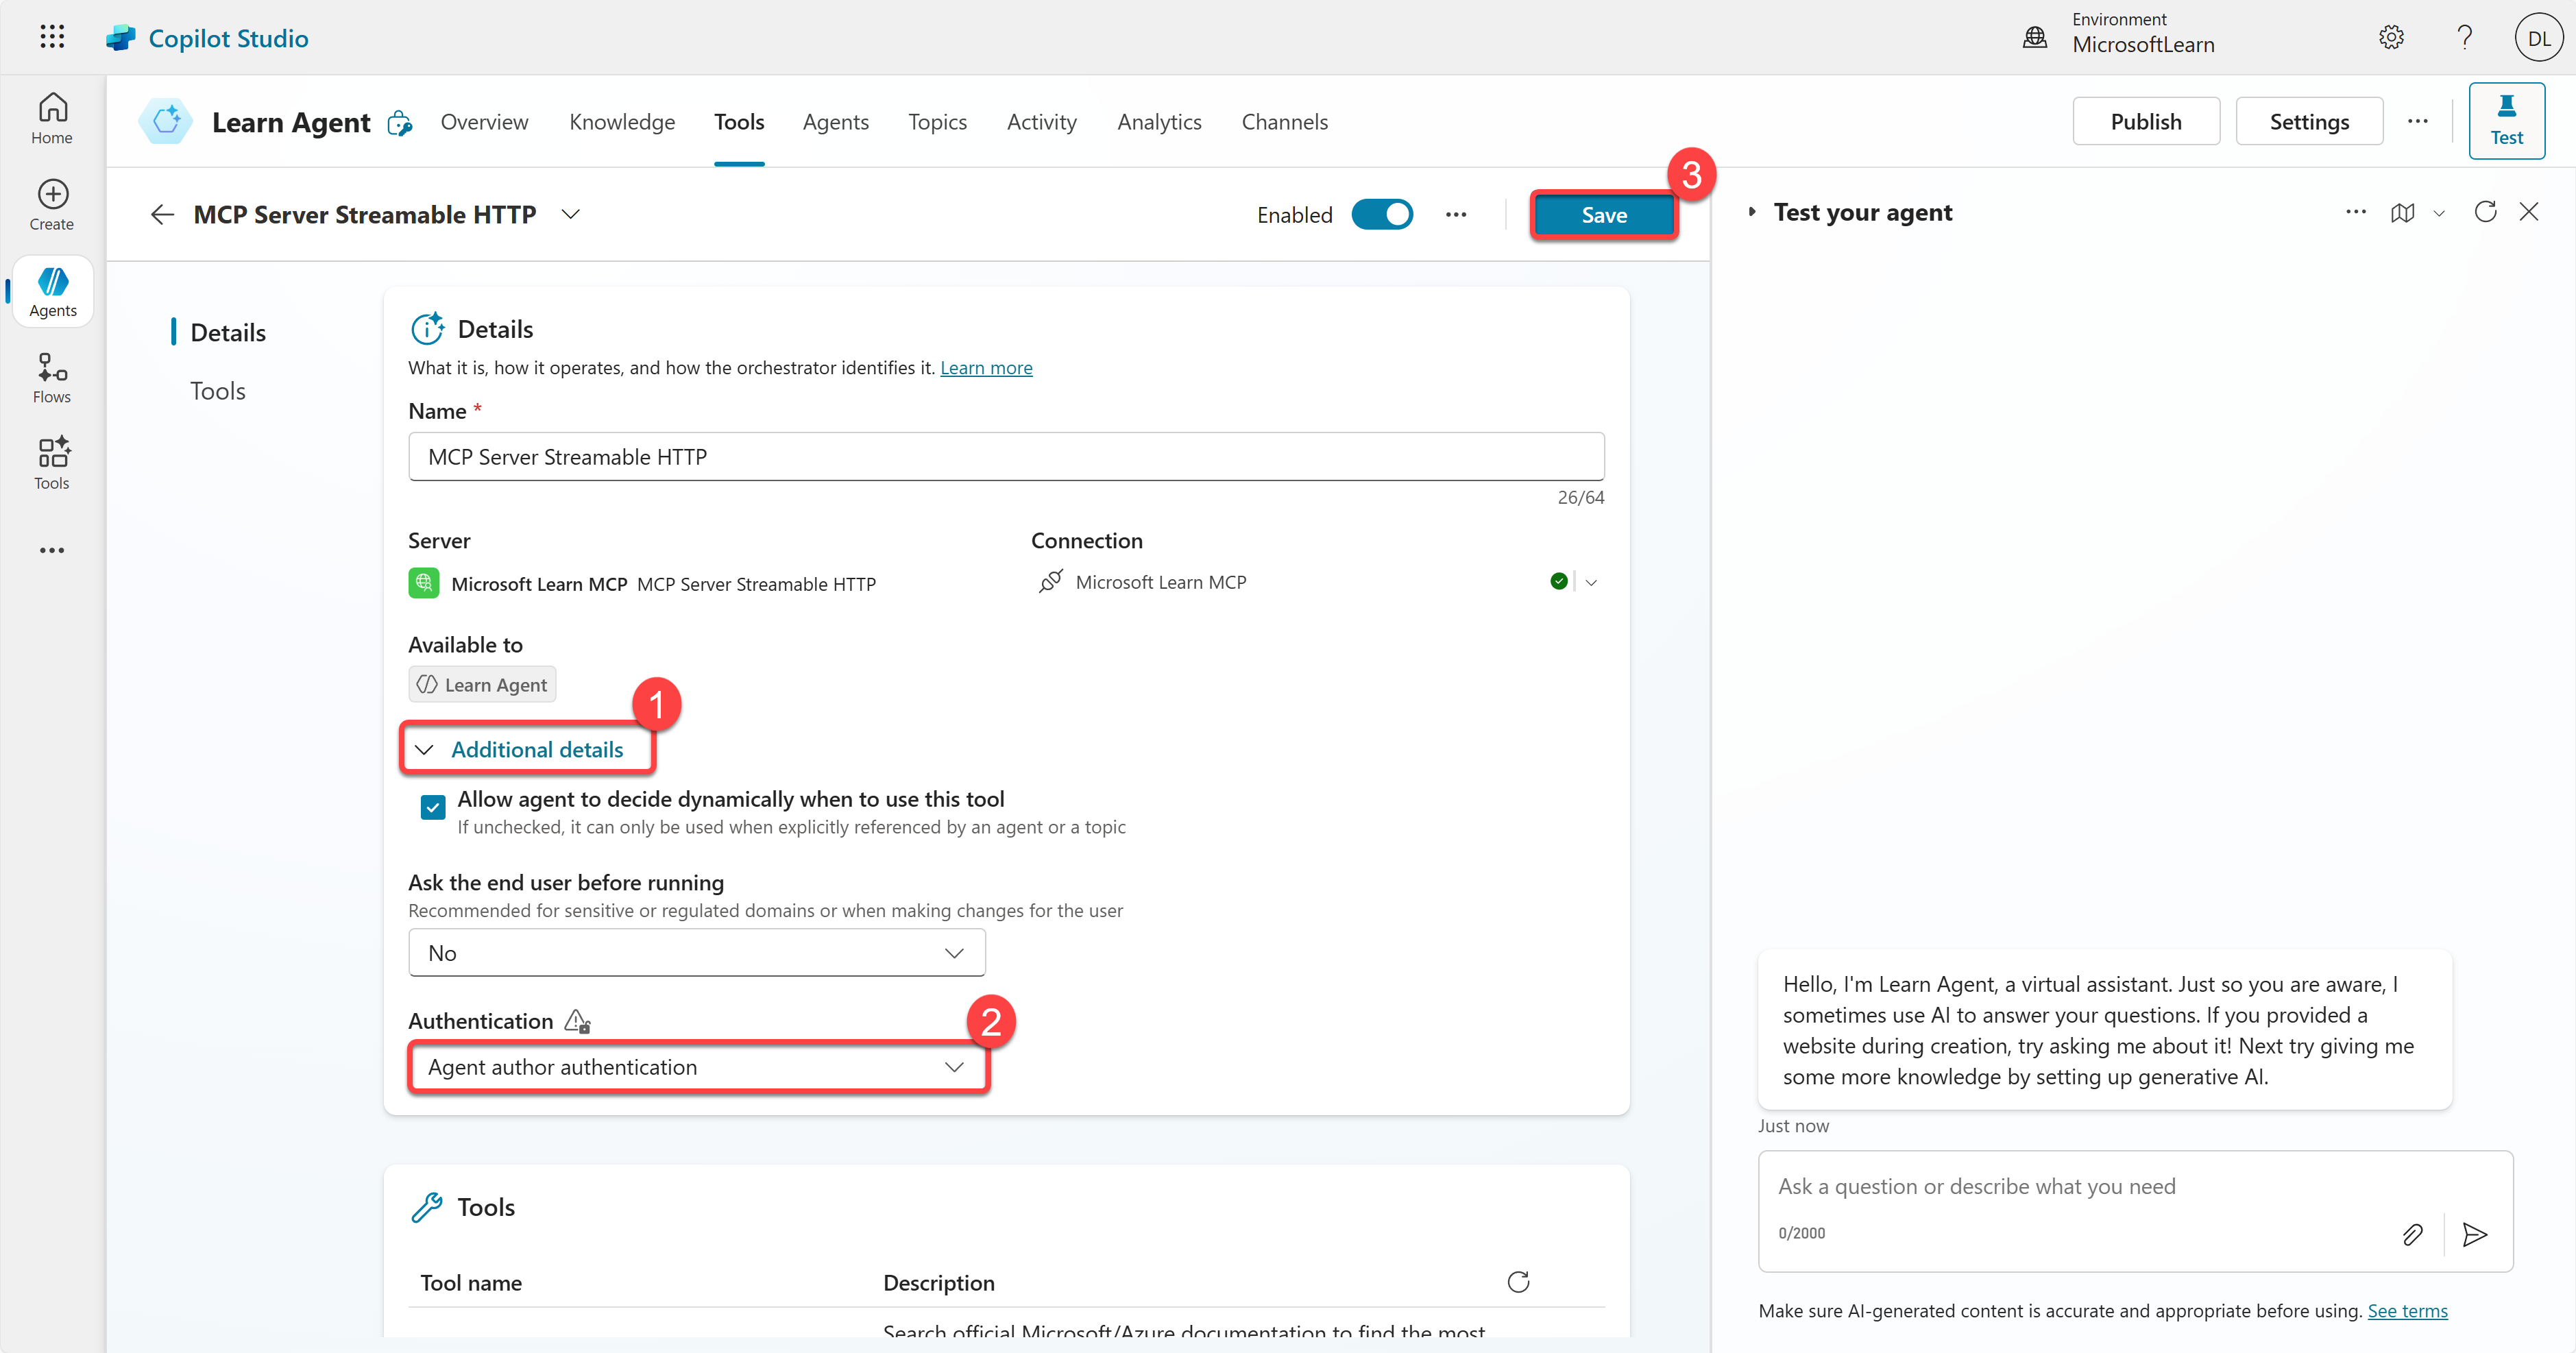 Copilot Studio
Environment
MicrosoftLearn
DL
Home
Create
Agents
Flows
Tools
Learn Agent
Overview
Knowledge
Tools
Agents
Topics
Activity
Analytics
Channels
Publish
Settings
Test
MCP Server Streamable HTTP
Enabled
Save
3
Details
Tools
Details
What it is, how it operates, and how the orchestrator identifies it. Learn more
Name *
MCP Server Streamable HTTP
26/64
Server
Connection
Microsoft Learn MCP MCP Server Streamable HTTP
Microsoft Learn MCP
Available to
Learn Agent
1
Additional details
Allow agent to decide dynamically when to use this tool
If unchecked, it can only be used when explicitly referenced by an agent or a topic
Ask the end user before running
Recommended for sensitive or regulated domains or when making changes for the user
No
Authentication
2
Agent author authentication
Tools
Tool name
Description
Search official Microsoft/Azure documentation to find the most
Test your agent
Hello, I'm Learn Agent, a virtual assistant. Just so you are aware, I
sometimes use AI to answer your questions. If you provided a
website during creation, try asking me about it! Next try giving me
some more knowledge by setting up generative AI.
Just now
Ask a question or describe what you need
0/2000
Make sure AI-generated content is accurate and appropriate before using. See terms